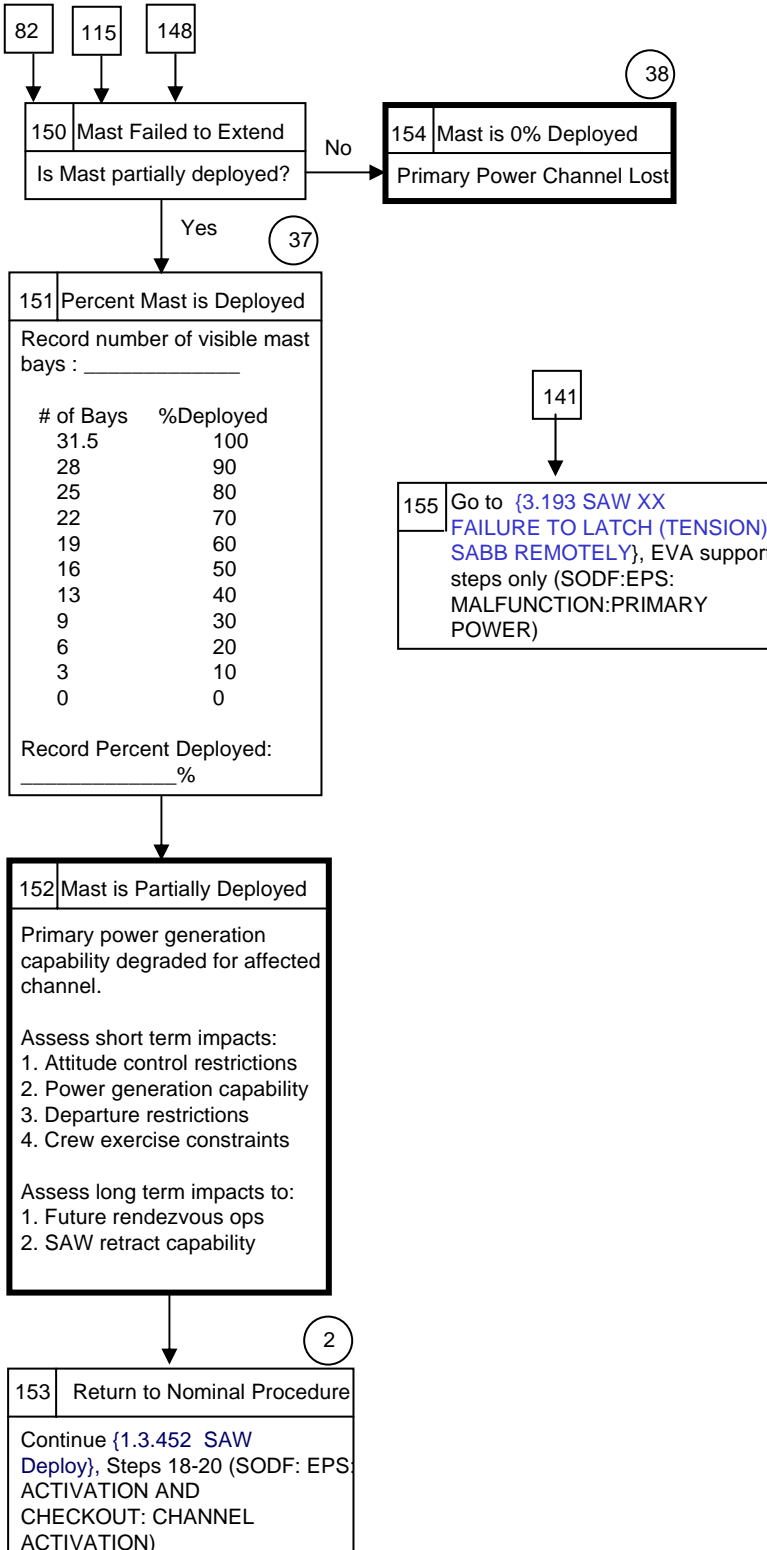 82
115
148
38
150 Mast Failed to Extend
Is Mast partially deployed?
No
154 Mast is 0% Deployed
Primary Power Channel Lost
Yes
37
151 Percent Mast is Deployed
Record number of visible mast
bays : _____________
# of Bays %Deployed
31.5 100
28 90
25 80
22 70
19 60
16 50
13 40
9 30
6 20
3 10
0 0
Record Percent Deployed:
_____________%
141
155 Go to {3.193 SAW XX
FAILURE TO LATCH (TENSION)
SABB REMOTELY}, EVA support
steps only (SODF:EPS:
MALFUNCTION:PRIMARY
POWER)
152 Mast is Partially Deployed
Primary power generation
capability degraded for affected
channel.
Assess short term impacts:
1. Attitude control restrictions
2. Power generation capability
3. Departure restrictions
4. Crew exercise constraints
Assess long term impacts to:
1. Future rendezvous ops
2. SAW retract capability
2
153 Return to Nominal Procedure
Continue {1.3.452 SAW
Deploy}, Steps 18-20 (SODF: EPS:
ACTIVATION AND
CHECKOUT: CHANNEL
ACTIVATION)